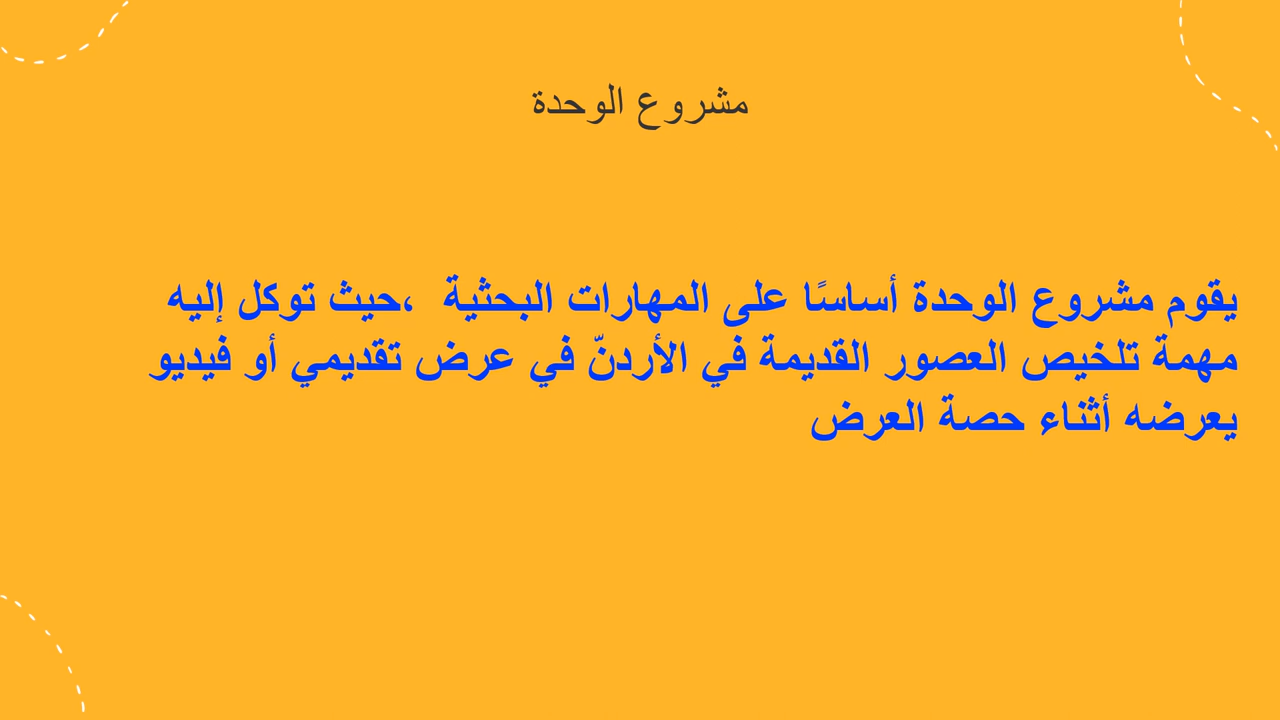 مشروع الوحدة
يقوم مشروع الوحدة أساسًا على المهارات البحثية ،حيث توكل إليه
مهمة تلخيص العصور القديمة في الأردنّ في عرض تقديمي أو فيديو
يعرضه أثناء حصة العرض